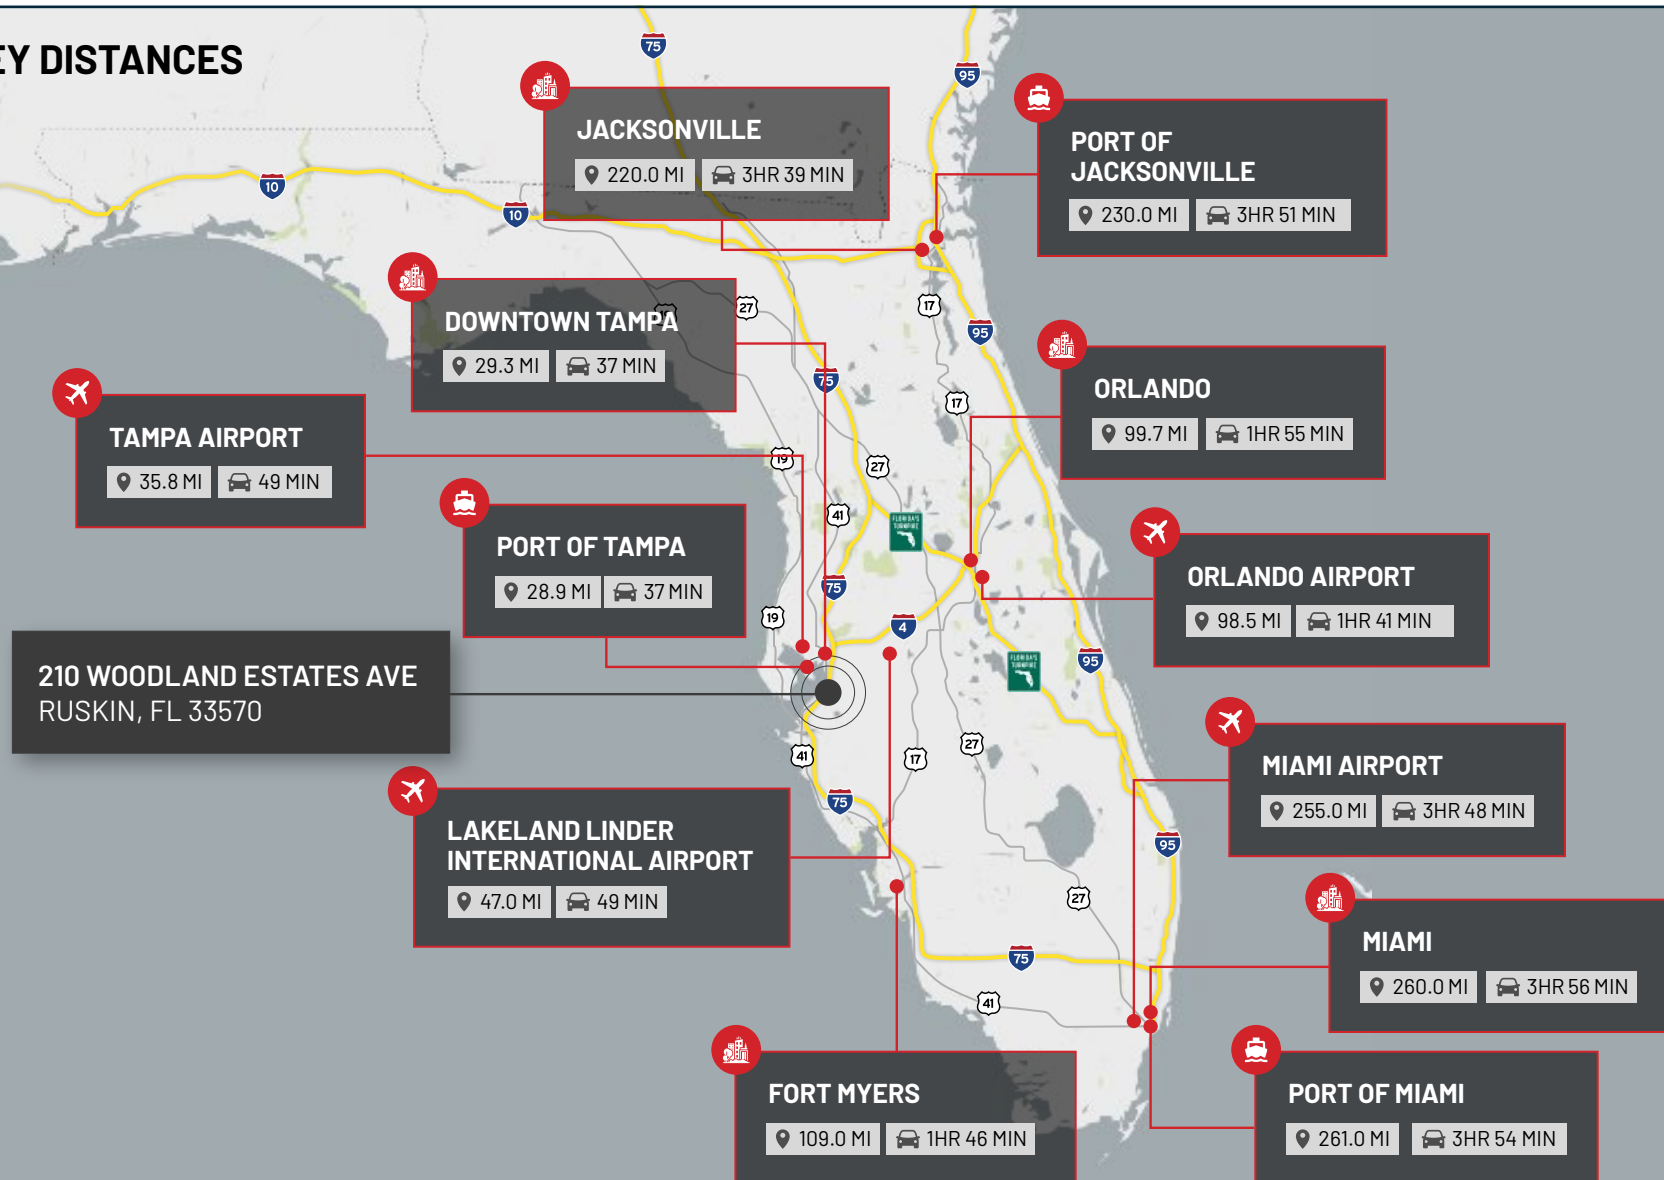 EY DISTANCES
75
95
JACKSONVILLE
220.0 MI 3HR 39 MIN
PORT OF
JACKSONVILLE
230.0 MI 3HR 51 MIN
10
10
DOWNTOWN TAMPA
29.3 MI 37 MIN
27
17
95
75
ORLANDO
99.7 MI 1HR 55 MIN
17
TAMPA AIRPORT
35.8 MI 49 MIN
19
27
41
FLORIDA'S
TURNPIKE
PORT OF TAMPA
28.9 MI 37 MIN
75
19
4
ORLANDO AIRPORT
98.5 MI 1HR 41 MIN
210 WOODLAND ESTATES AVE
RUSKIN, FL 33570
FLORIDA'S
TURNPIKE
95
41
17
27
MIAMI AIRPORT
255.0 MI 3HR 48 MIN
75
LAKELAND LINDER
INTERNATIONAL AIRPORT
47.0 MI 49 MIN
95
27
MIAMI
260.0 MI 3HR 56 MIN
75
41
FORT MYERS
109.0 MI 1HR 46 MIN
PORT OF MIAMI
261.0 MI 3HR 54 MIN